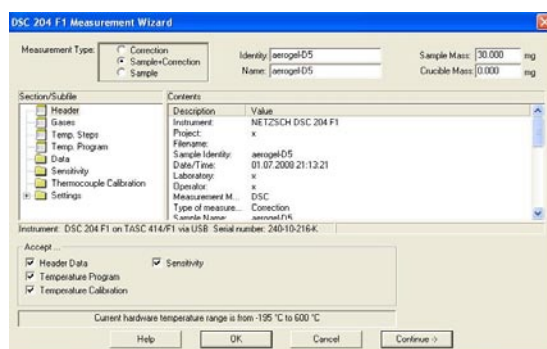 DSC 204 F1 Measurement Wizard
Measurement Type:
Correction
Sample+Correction
Sample
Identity: aerogel-D5
Name: aerogel-D5
Sample Mass: 30.000 mg
Crucible Mass: 0.000 mg
Section/Subfile
Header
Gases
Temp. Steps
Temp. Program
Data
Sensitivity
Thermocouple Calibration
Settings
Contents
Description Value
Instrument: NETZSCH DSC 204 F1
Project: x
Filename:
Sample Identity: aerogel-D5
Date/Time: 01.07.2008 21:13:21
Laboratory: x
Operator: x
Measurement M... DSC
Type of measure... Correction
Sample Name: aerogel-D5
Instrument: DSC 204 F1 on TASC 414/F1 via USB Serial number: 240-10-216-K
Accept ...
Header Data
Sensitivity
Temperature Program
Temperature Calibration
Current hardware temperature range is from -195 °C to 600 °C
Help
OK
Cancel
Continue ->